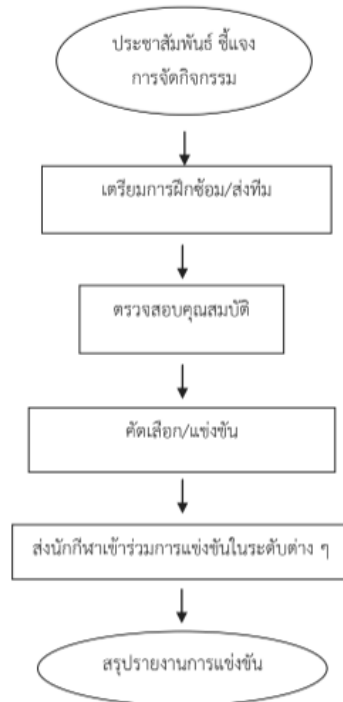 ประชาสัมพันธ์ ชี้แจง
การจัดกิจกรรม
เตรียมการฝึกซ้อม/ส่งทีม
ตรวจสอบคุณสมบัติ
คัดเลือก/แข่งขัน
ส่งนักกีฬาเข้าร่วมการแข่งขันในระดับต่าง ๆ
สรุปรายงานการแข่งขัน